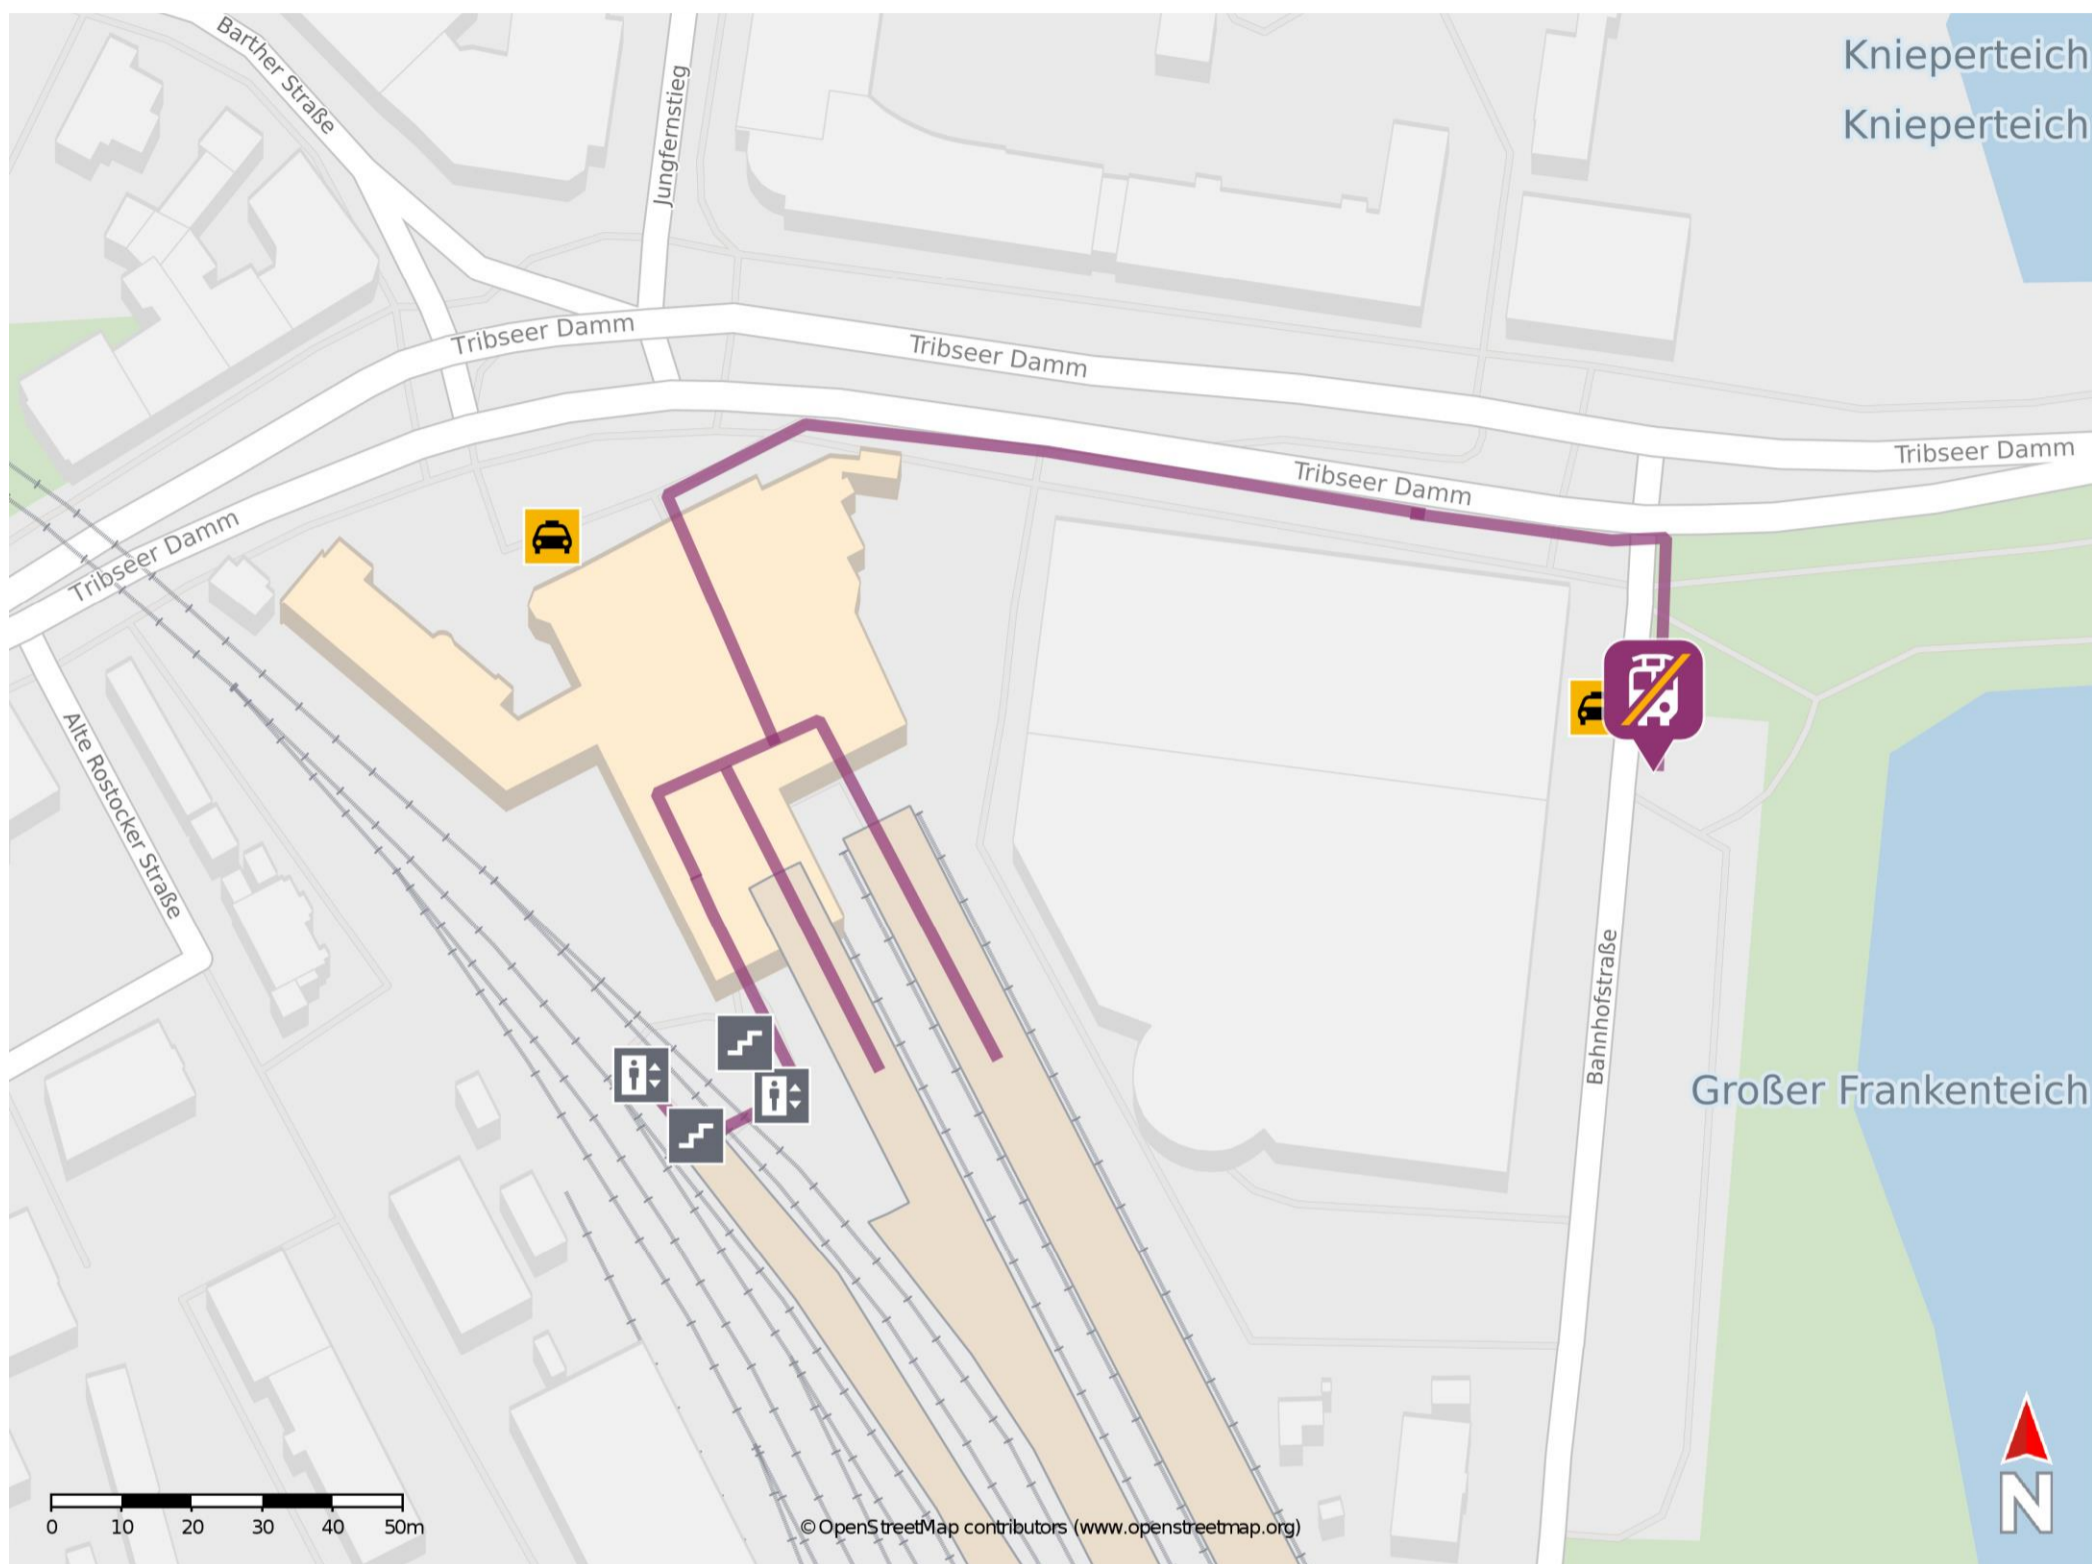 Barther Straße
Jungfernstieg
Knieperteich
Knieperteich
Tribseer Damm
Tribseer Damm
Tribseer Damm
Tribseer Damm
Tribseer Damm
Alte Rostocker Straße
Bahnhofstraße
Großer Frankenteich
N
0 10 20 30 40 50m
© OpenStreetMap contributors (www.openstreetmap.org)